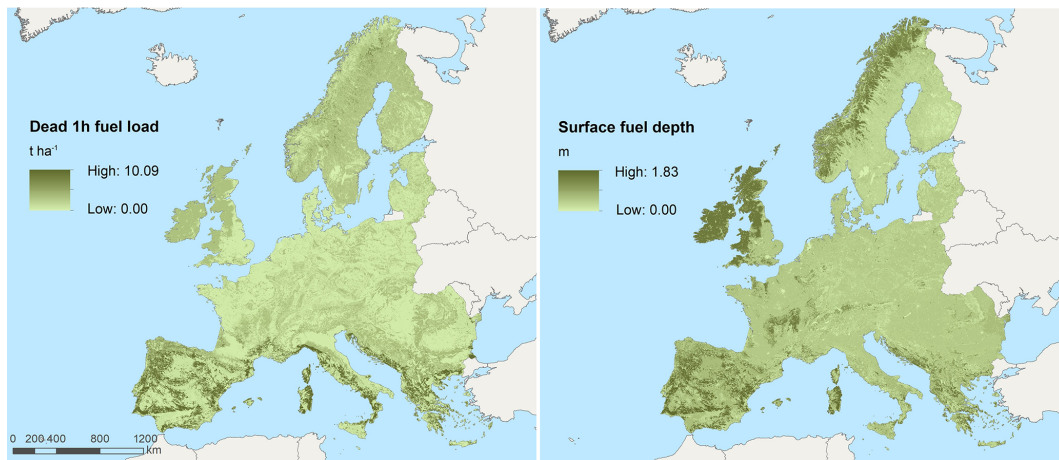 Dead 1h fuel load
t ha⁻¹
High: 10.09
Low: 0.00
0 200 400 800 1200
km
Surface fuel depth
m
High: 1.83
Low: 0.00